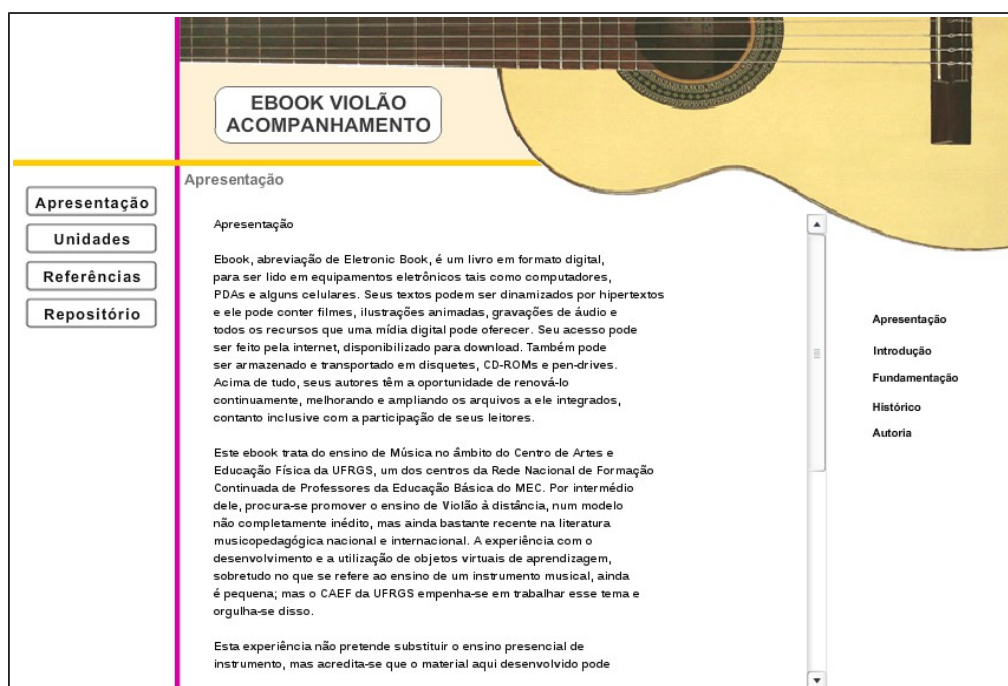 EBOOK VIOLÃO
ACOMPANHAMENTO
Apresentação
Unidades
Referências
Repositório
Apresentação
Apresentação
Ebook, abreviação de Eletronic Book, é um livro em formato digital,
para ser lido em equipamentos eletrônicos tais como computadores,
PDAs e alguns celulares. Seus textos podem ser dinamizados por hipertextos
e ele pode conter filmes, ilustrações animadas, gravações de áudio e
todos os recursos que uma mídia digital pode oferecer. Seu acesso pode
ser feito pela internet, disponibilizado para download. Também pode
ser armazenado e transportado em disquetes, CD-ROMs e pen-drives.
Acima de tudo, seus autores têm a oportunidade de renová-lo
continuamente, melhorando e ampliando os arquivos a ele integrados,
contanto inclusive com a participação de seus leitores.
Este ebook trata do ensino de Música no âmbito do Centro de Artes e
Educação Física da UFRGS, um dos centros da Rede Nacional de Formação
Continuada de Professores da Educação Básica do MEC. Por intermédio
dele, procura-se promover o ensino de Violão à distância, num modelo
não completamente inédito, mas ainda bastante recente na literatura
musicopedagógica nacional e internacional. A experiência com o
desenvolvimento e a utilização de objetos virtuais de aprendizagem,
sobretudo no que se refere ao ensino de um instrumento musical, ainda
é pequena; mas o CAEF da UFRGS empenha-se em trabalhar esse tema e
orgulha-se disso.
Esta experiência não pretende substituir o ensino presencial de
instrumento, mas acredita-se que o material aqui desenvolvido pode
Apresentação
Introdução
Fundamentação
Histórico
Autoria